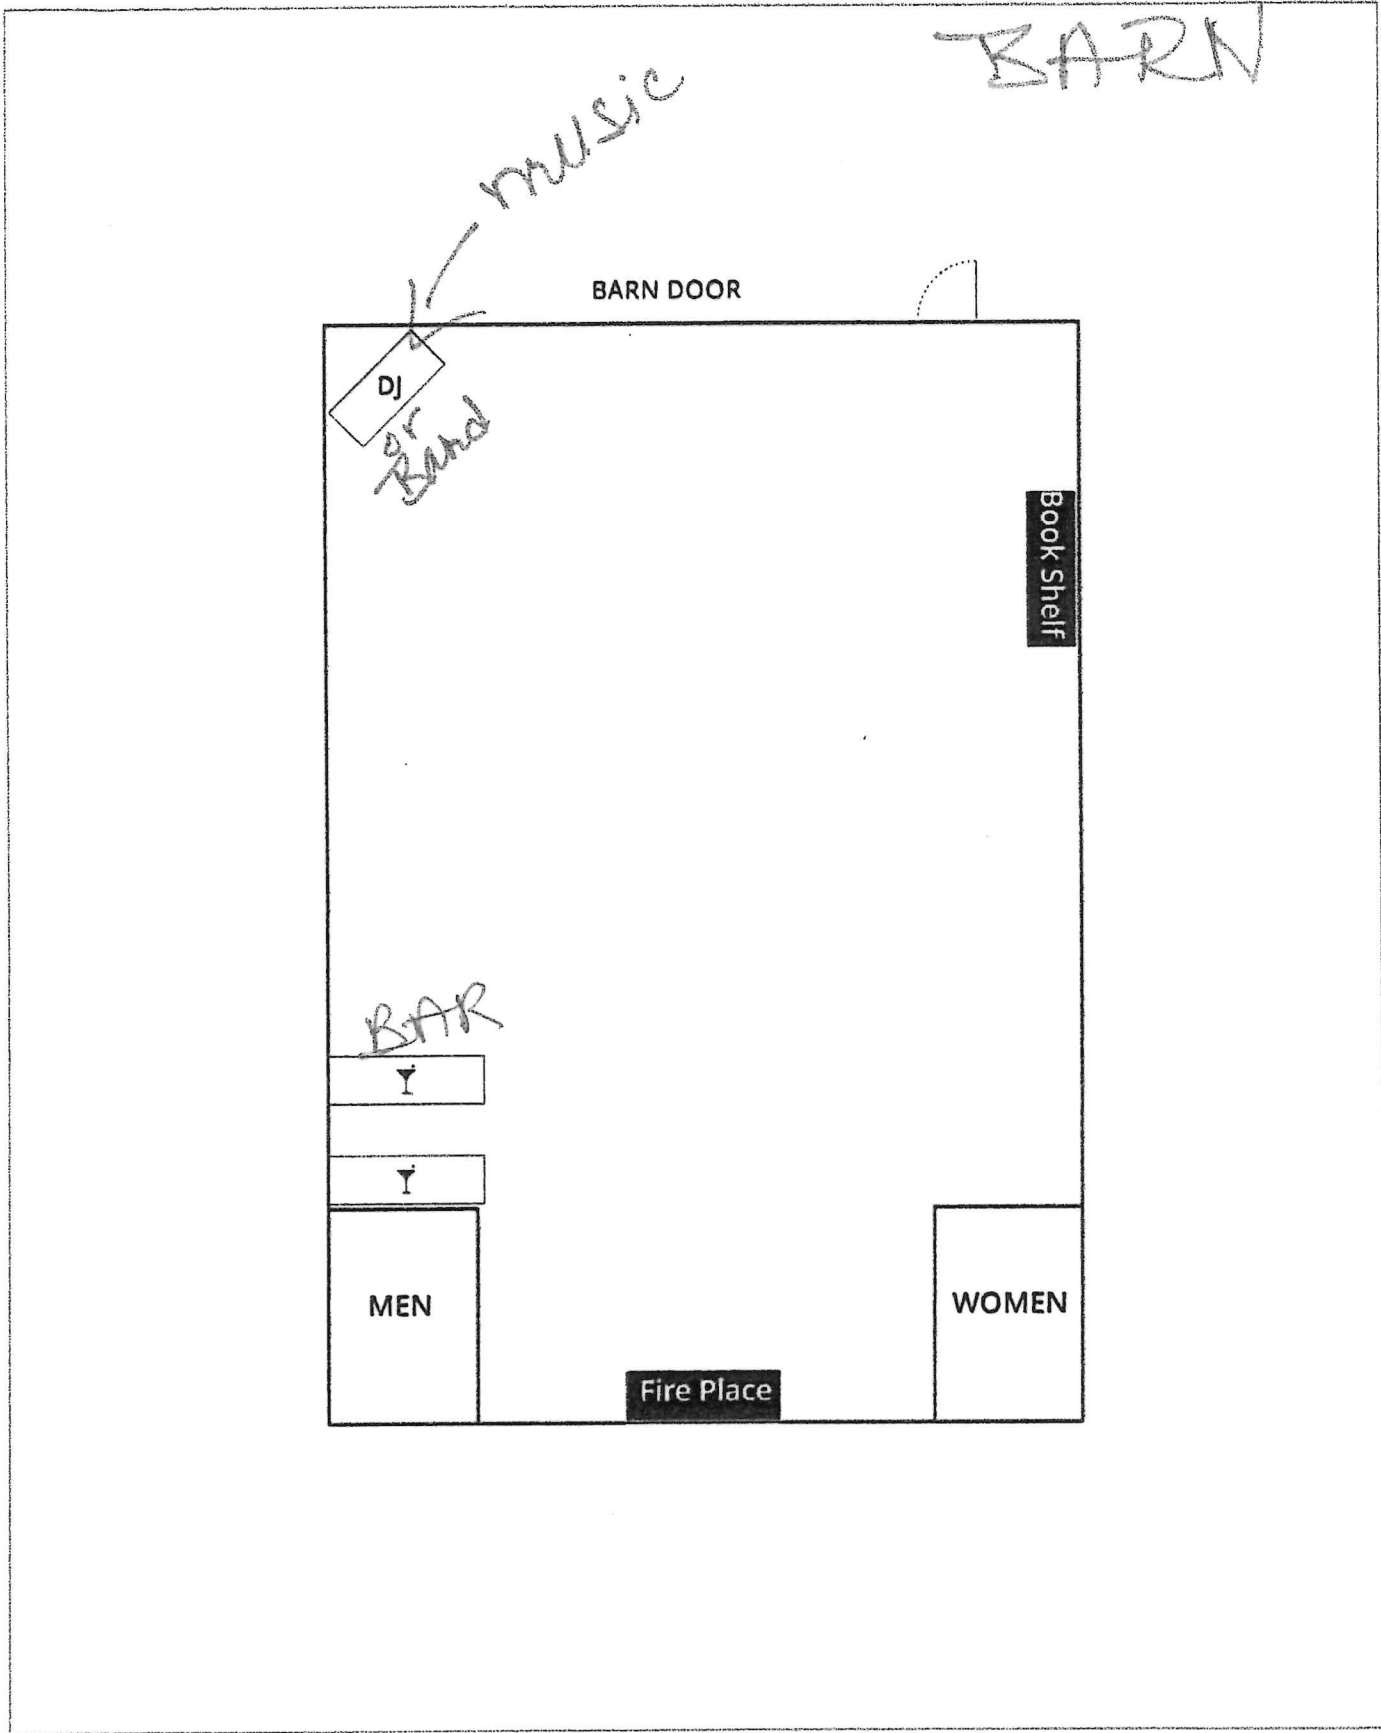 BARN
music
BARN DOOR
DJ
or
Band
Book Shelf
BAR
MEN
WOMEN
Fire Place